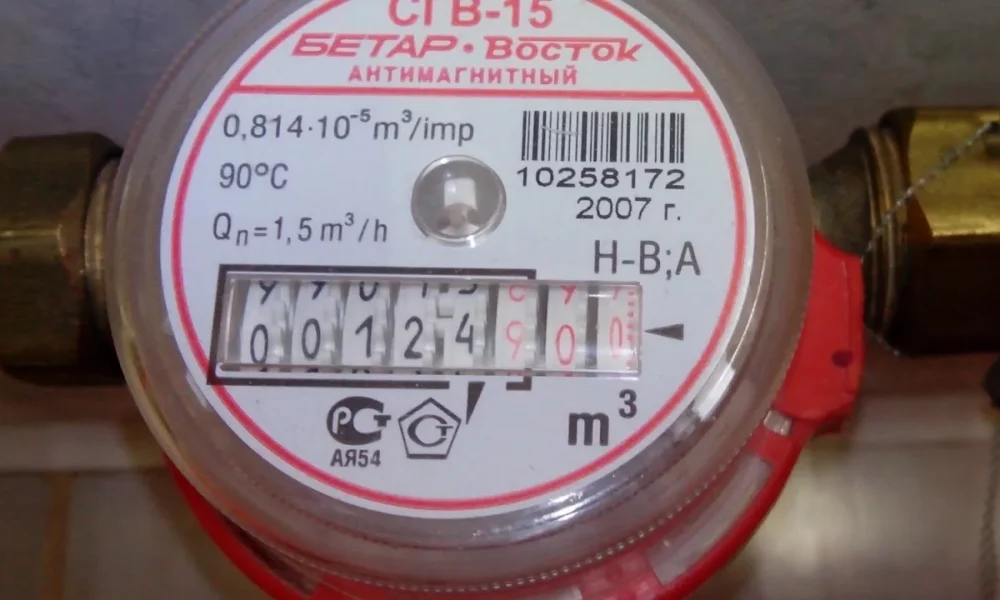 СГВ-15
БЕТАР·Восток
АНТИМАГНИТНЫЙ
0,814·10⁻⁵m³/imp
90°C
Qn=1,5 m³/h
10258172
2007 г.
H-B;A
00124900
m³
РСТ
АЯ54